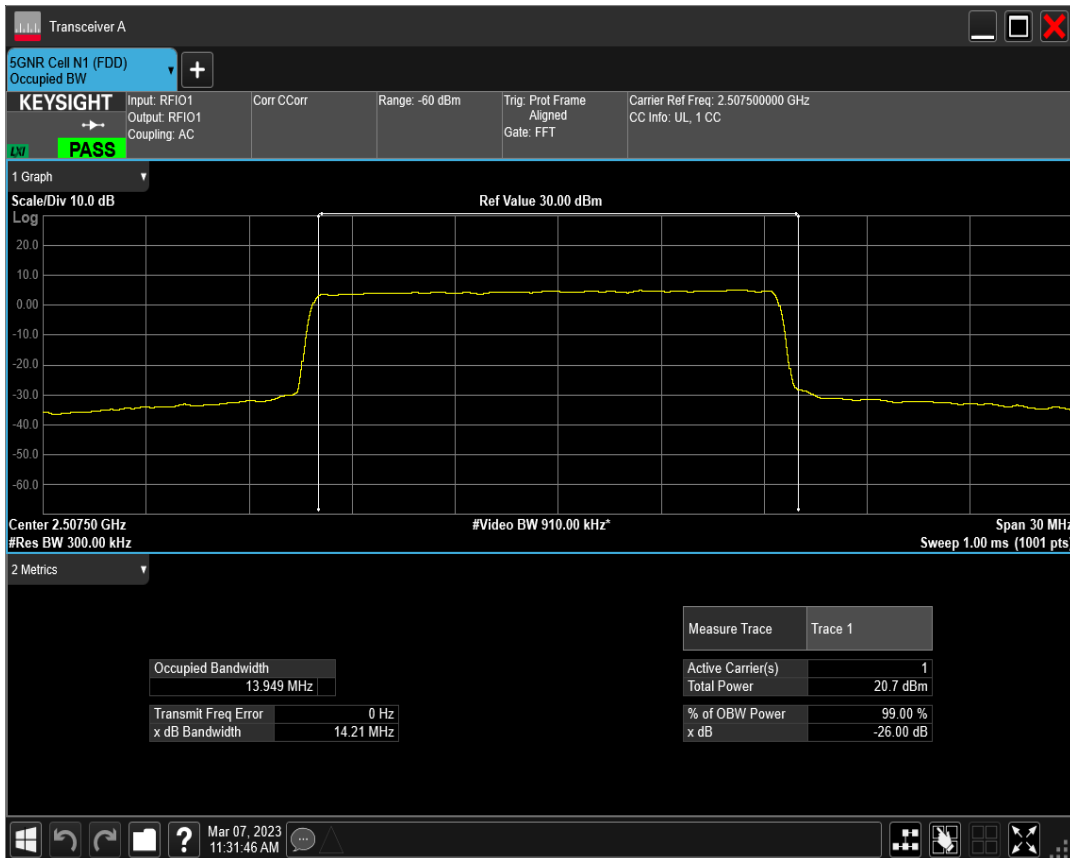 Transceiver A
5GNR Cell N1 (FDD)
Occupied BW
KEYSIGHT
LXI
PASS
Input: RFIO1
Output: RFIO1
Coupling: AC
Corr CCorr
Range: -60 dBm
Trig: Prot Frame
Aligned
Gate: FFT
Carrier Ref Freq: 2.507500000 GHz
CC Info: UL, 1 CC
1 Graph
Scale/Div 10.0 dB
Ref Value 30.00 dBm
Log
20.0
10.0
0.00
-10.0
-20.0
-30.0
-40.0
-50.0
-60.0
Center 2.50750 GHz
#Video BW 910.00 kHz*
Span 30 MHz
#Res BW 300.00 kHz
Sweep 1.00 ms (1001 pts)
2 Metrics
Measure Trace Trace 1
Occupied Bandwidth
13.949 MHz
Active Carrier(s) 1
Total Power 20.7 dBm
Transmit Freq Error 0 Hz
x dB Bandwidth 14.21 MHz
% of OBW Power 99.00 %
x dB -26.00 dB
Mar 07, 2023
11:31:46 AM